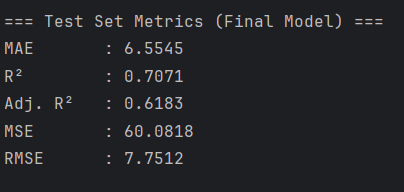 === Test Set Metrics (Final Model) ===
MAE : 6.5545
R² : 0.7071
Adj. R² : 0.6183
MSE : 60.0818
RMSE : 7.7512